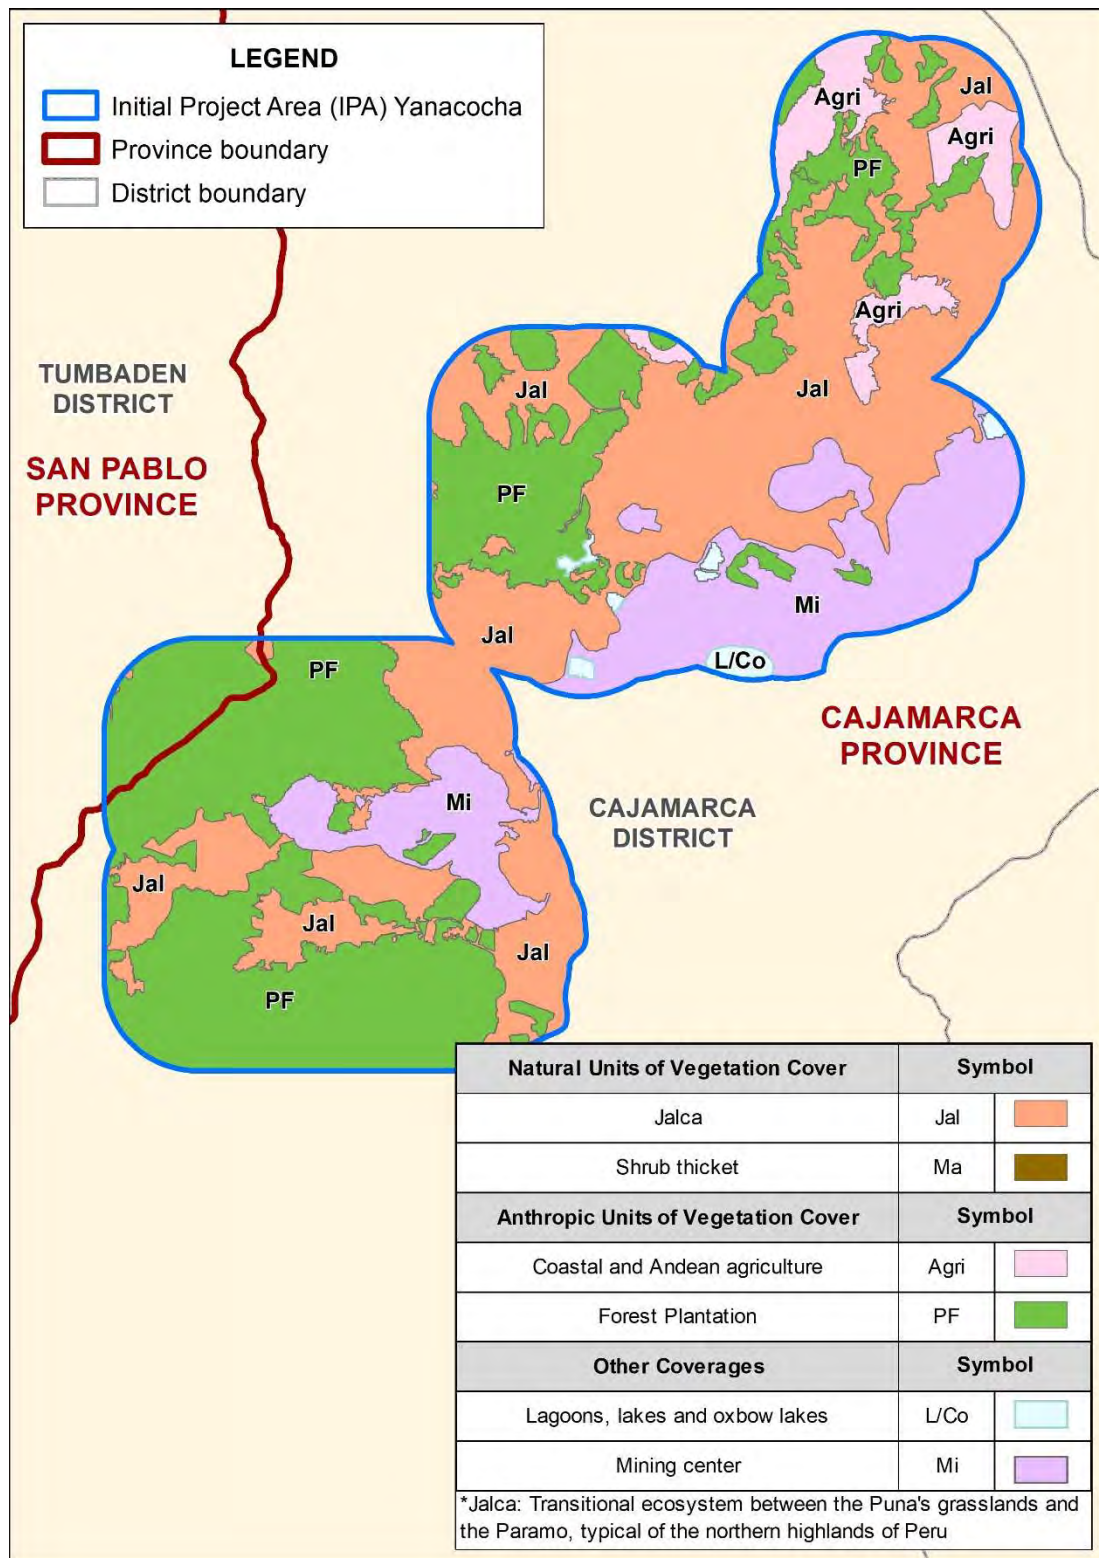 LEGEND
Initial Project Area (IPA) Yanacocha
Province boundary
District boundary
Agri
Jal
Agri
PF
Agri
TUMBADEN
DISTRICT
Jal
Jal
SAN PABLO
PROVINCE
PF
Mi
Jal
L/Co
PF
CAJAMARCA
PROVINCE
Mi
CAJAMARCA
DISTRICT
Jal
Jal
Jal
PF
Natural Units of Vegetation Cover Symbol
Jalca Jal
Shrub thicket Ma
Anthropic Units of Vegetation Cover Symbol
Coastal and Andean agriculture Agri
Forest Plantation PF
Other Coverages Symbol
Lagoons, lakes and oxbow lakes L/Co
Mining center Mi
*Jalca: Transitional ecosystem between the Puna's grasslands and
the Paramo, typical of the northern highlands of Peru